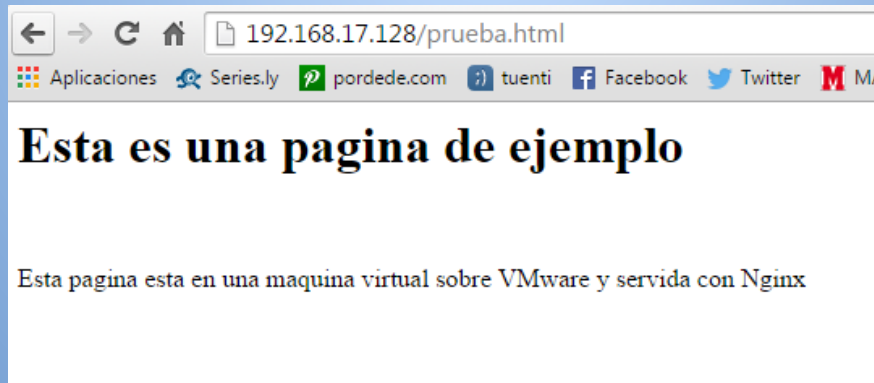 192.168.17.128/prueba.html
Aplicaciones Series.ly pordede.com tuenti Facebook Twitter
Esta es una pagina de ejemplo
Esta pagina esta en una maquina virtual sobre VMware y servida con Nginx